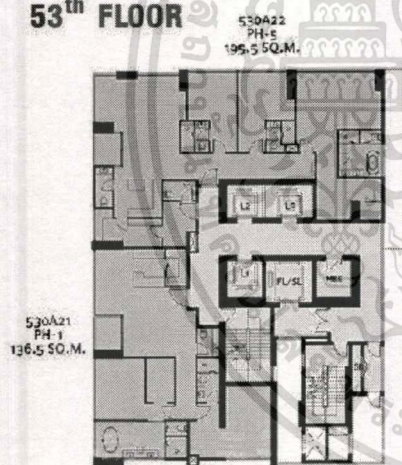 53th FLOOR
530A22
PH-5
195.5 SQ.M.
L2
L3
L1
FL/SL
530A21
PH-1
136.5 SQ.M.